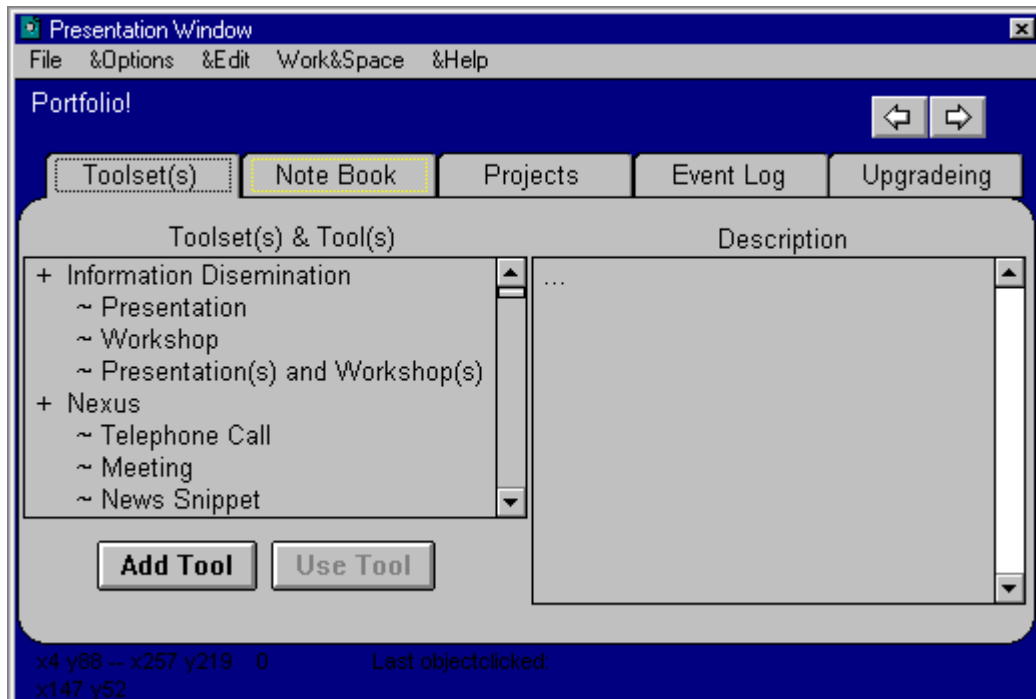 Presentation Window
File &Options &Edit Work&Space &Help
Portfolio!
Toolset(s) Note Book Projects Event Log Upgradeing
Toolset(s) & Tool(s)
+ Information Disemination
~ Presentation
~ Workshop
~ Presentation(s) and Workshop(s)
+ Nexus
~ Telephone Call
~ Meeting
~ News Snippet
Add Tool Use Tool
Description
...
x4 y88 -- x257 y219 0 Last objectclicked:
x147 y52